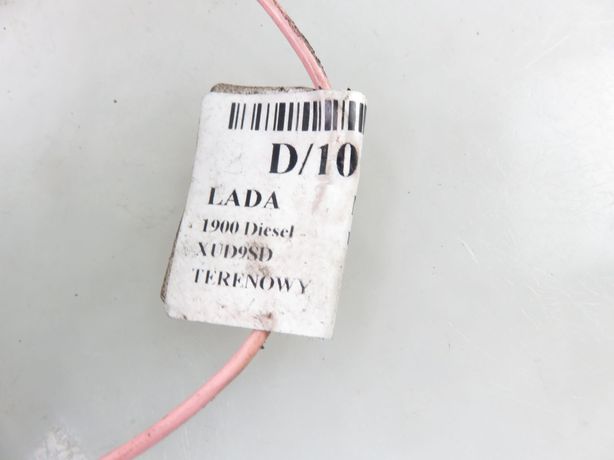 D/10
LADA
1900 Diesel
XUD9SD
TERENOWY